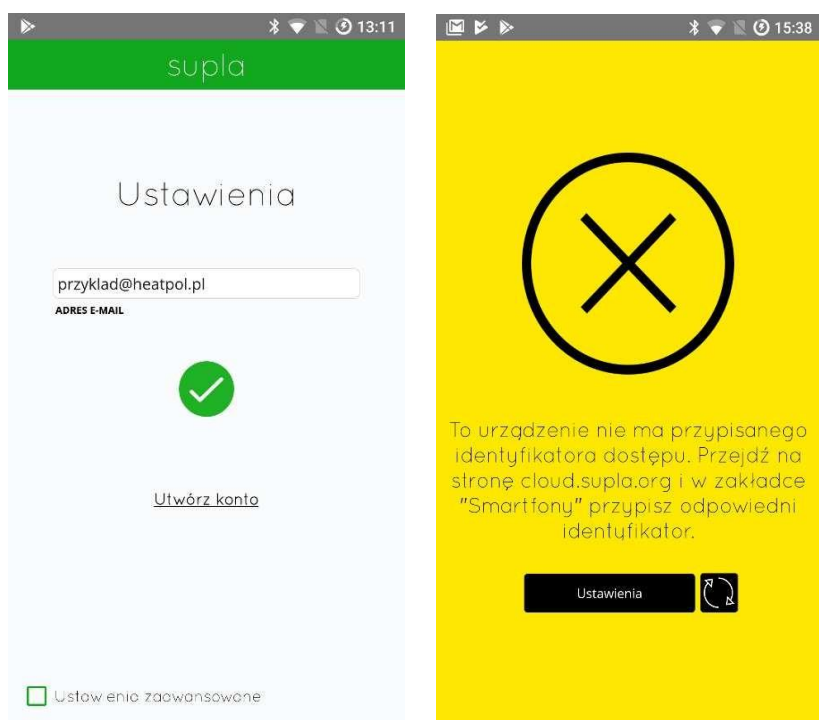 13:11
supla
Ustawienia
przyklad@heatpol.pl
ADRES E-MAIL
Utwórz konto
Ustawienia zaawansowane
15:38
To urządzenie nie ma przypisanego
identyfikatora dostępu. Przejdź na
stronę cloud.supla.org i w zakładce
"Smartfony" przypisz odpowiedni
identyfikator.
Ustawienia